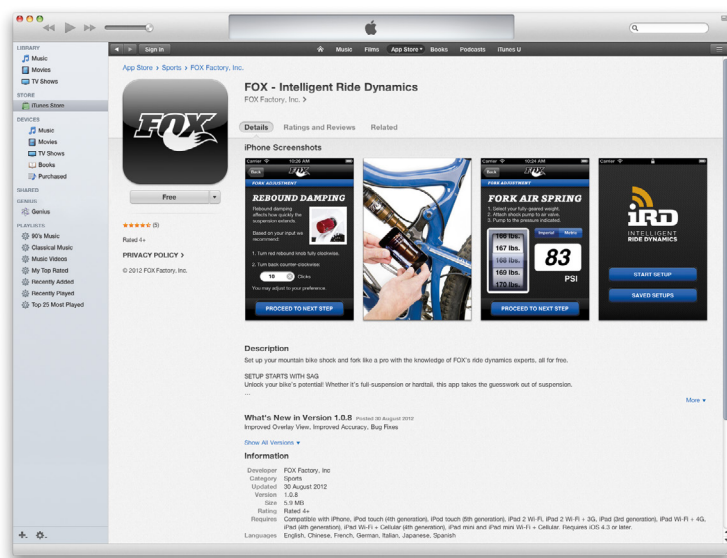 Sign In
Music
Films
App Store
Books
Podcasts
iTunes U
LIBRARY
Music
Movies
TV Shows
STORE
iTunes Store
DEVICES
Music
Movies
TV Shows
Books
Purchased
SHARED
GENIUS
Genius
PLAYLISTS
90's Music
Classical Music
Music Videos
My Top Rated
Recently Added
Recently Played
Top 25 Most Played
App Store > Sports > FOX Factory, Inc.
FOX
Free
(5)
Rated 4+
PRIVACY POLICY >
© 2012 FOX Factory, Inc.
FOX - Intelligent Ride Dynamics
FOX Factory, Inc. >
Details Ratings and Reviews Related
iPhone Screenshots
Carrier 10:26 AM
Back FOX
FORK ADJUSTMENT
REBOUND DAMPING
Rebound damping
affects how quickly the
suspension extends.
Based on your input we
recommend:
1. Turn red rebound knob fully clockwise.
2. Turn back counter-clockwise:
10 Clicks
You may adjust to your preference.
PROCEED TO NEXT STEP
Carrier 10:24 AM
Back FOX
FORK ADJUSTMENT
FORK AIR SPRING
1. Select your fully-geared weight.
2. Attach shock pump to air valve.
3. Pump to the pressure indicated.
166 lbs.
167 lbs.
168 lbs.
169 lbs.
170 lbs.
Imperial Metric
83
PSI
PROCEED TO NEXT STEP
Carrier
iRD
INTELLIGENT
RIDE DYNAMICS
START SETUP
SAVED SETUPS
Description
Set up your mountain bike shock and fork like a pro with the knowledge of FOX's ride dynamics experts, all for free.
SETUP STARTS WITH SAG
Unlock your bike's potential! Whether it's full-suspension or hardtail, this app takes the guesswork out of suspension.
...
More
What's New in Version 1.0.8 Posted 30 August 2012
Improved Overlay View, Improved Accuracy, Bug Fixes
Show All Versions
Information
Developer FOX Factory, Inc
Category Sports
Updated 30 August 2012
Version 1.0.8
Size 5.9 MB
Rating Rated 4+
Requires Compatible with iPhone, iPod touch (4th generation), iPod touch (5th generation), iPad 2 Wi-Fi, iPad 2 Wi-Fi + 3G, iPad (3rd generation), iPad Wi-Fi + 4G,
iPad (4th generation), iPad Wi-Fi + Cellular (4th generation), iPad mini and iPad mini Wi-Fi + Cellular. Requires iOS 4.3 or later.
Languages English, Chinese, French, German, Italian, Japanese, Spanish